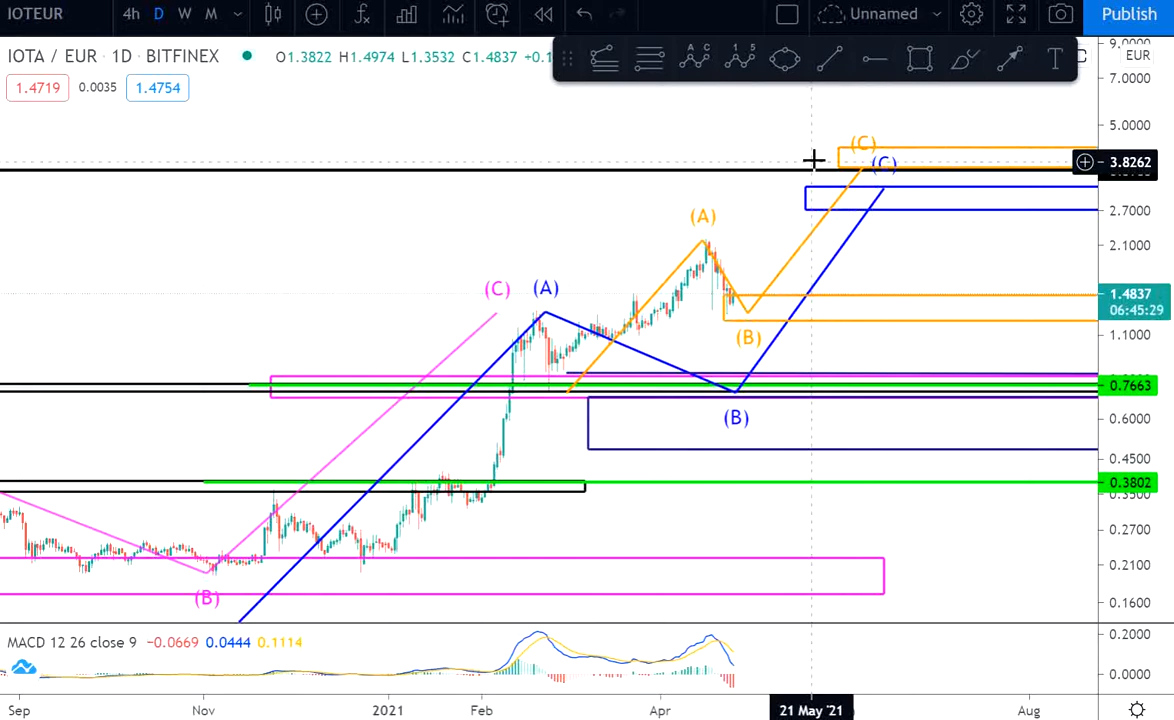 IOTEUR 4h D W M Unnamed Publish
IOTA / EUR · 1D · BITFINEX O1.3822 H1.4974 L1.3532 C1.4837
1.4719 0.0035 1.4754
A C
1 5
T
9.0000
EUR
7.0000
5.0000
(C)
(C)
3.8262
2.7000
(A)
2.1000
(C) (A)
1.4837
06:45:29
(B)
1.1000
0.7663
(B)
0.6000
0.4500
0.3802
0.3500
0.2700
0.2100
(B)
0.1600
MACD 12 26 close 9 −0.0669 0.0444 0.1114
0.2000
0.0000
Sep Nov 2021 Feb Apr 21 May '21 Aug